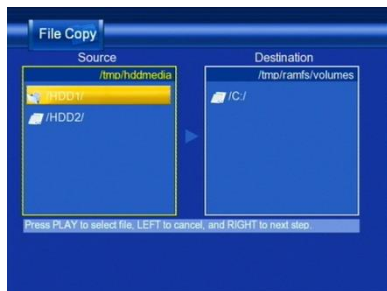 File Copy
Source
Destination
/tmp/hddmedia
/tmp/ramfs/volumes
/HDD1/
/C:/
/HDD2/
Press PLAY to select file, LEFT to cancel, and RIGHT to next step.